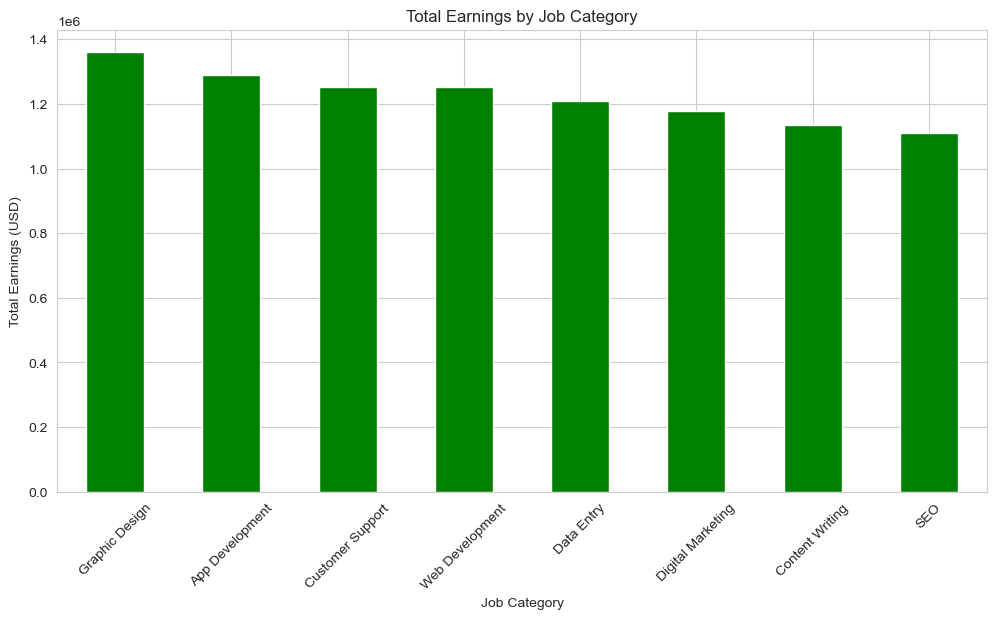 Total Earnings by Job Category
1e6
1.4
1.2
1.0
0.8
0.6
0.4
0.2
0.0
Total Earnings (USD)
Graphic Design
App Development
Customer Support
Web Development
Data Entry
Digital Marketing
Content Writing
SEO
Job Category